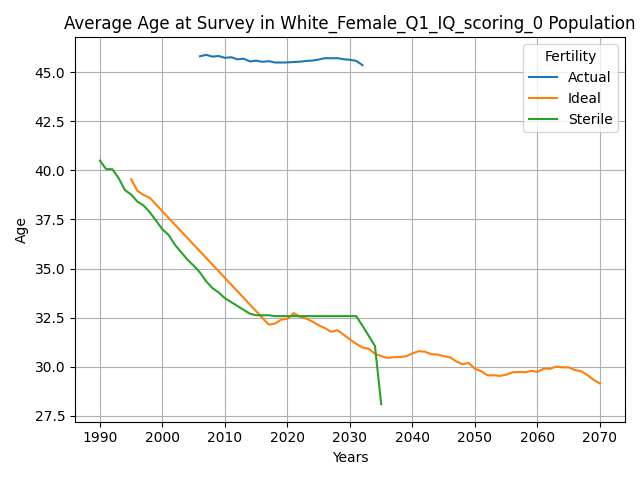 Average Age at Survey in White_Female_Q1_IQ_scoring_0 Population
Fertility
Actual
Ideal
Sterile
Age
45.0
42.5
40.0
37.5
35.0
32.5
30.0
27.5
1990
2000
2010
2020
2030
2040
2050
2060
2070
Years